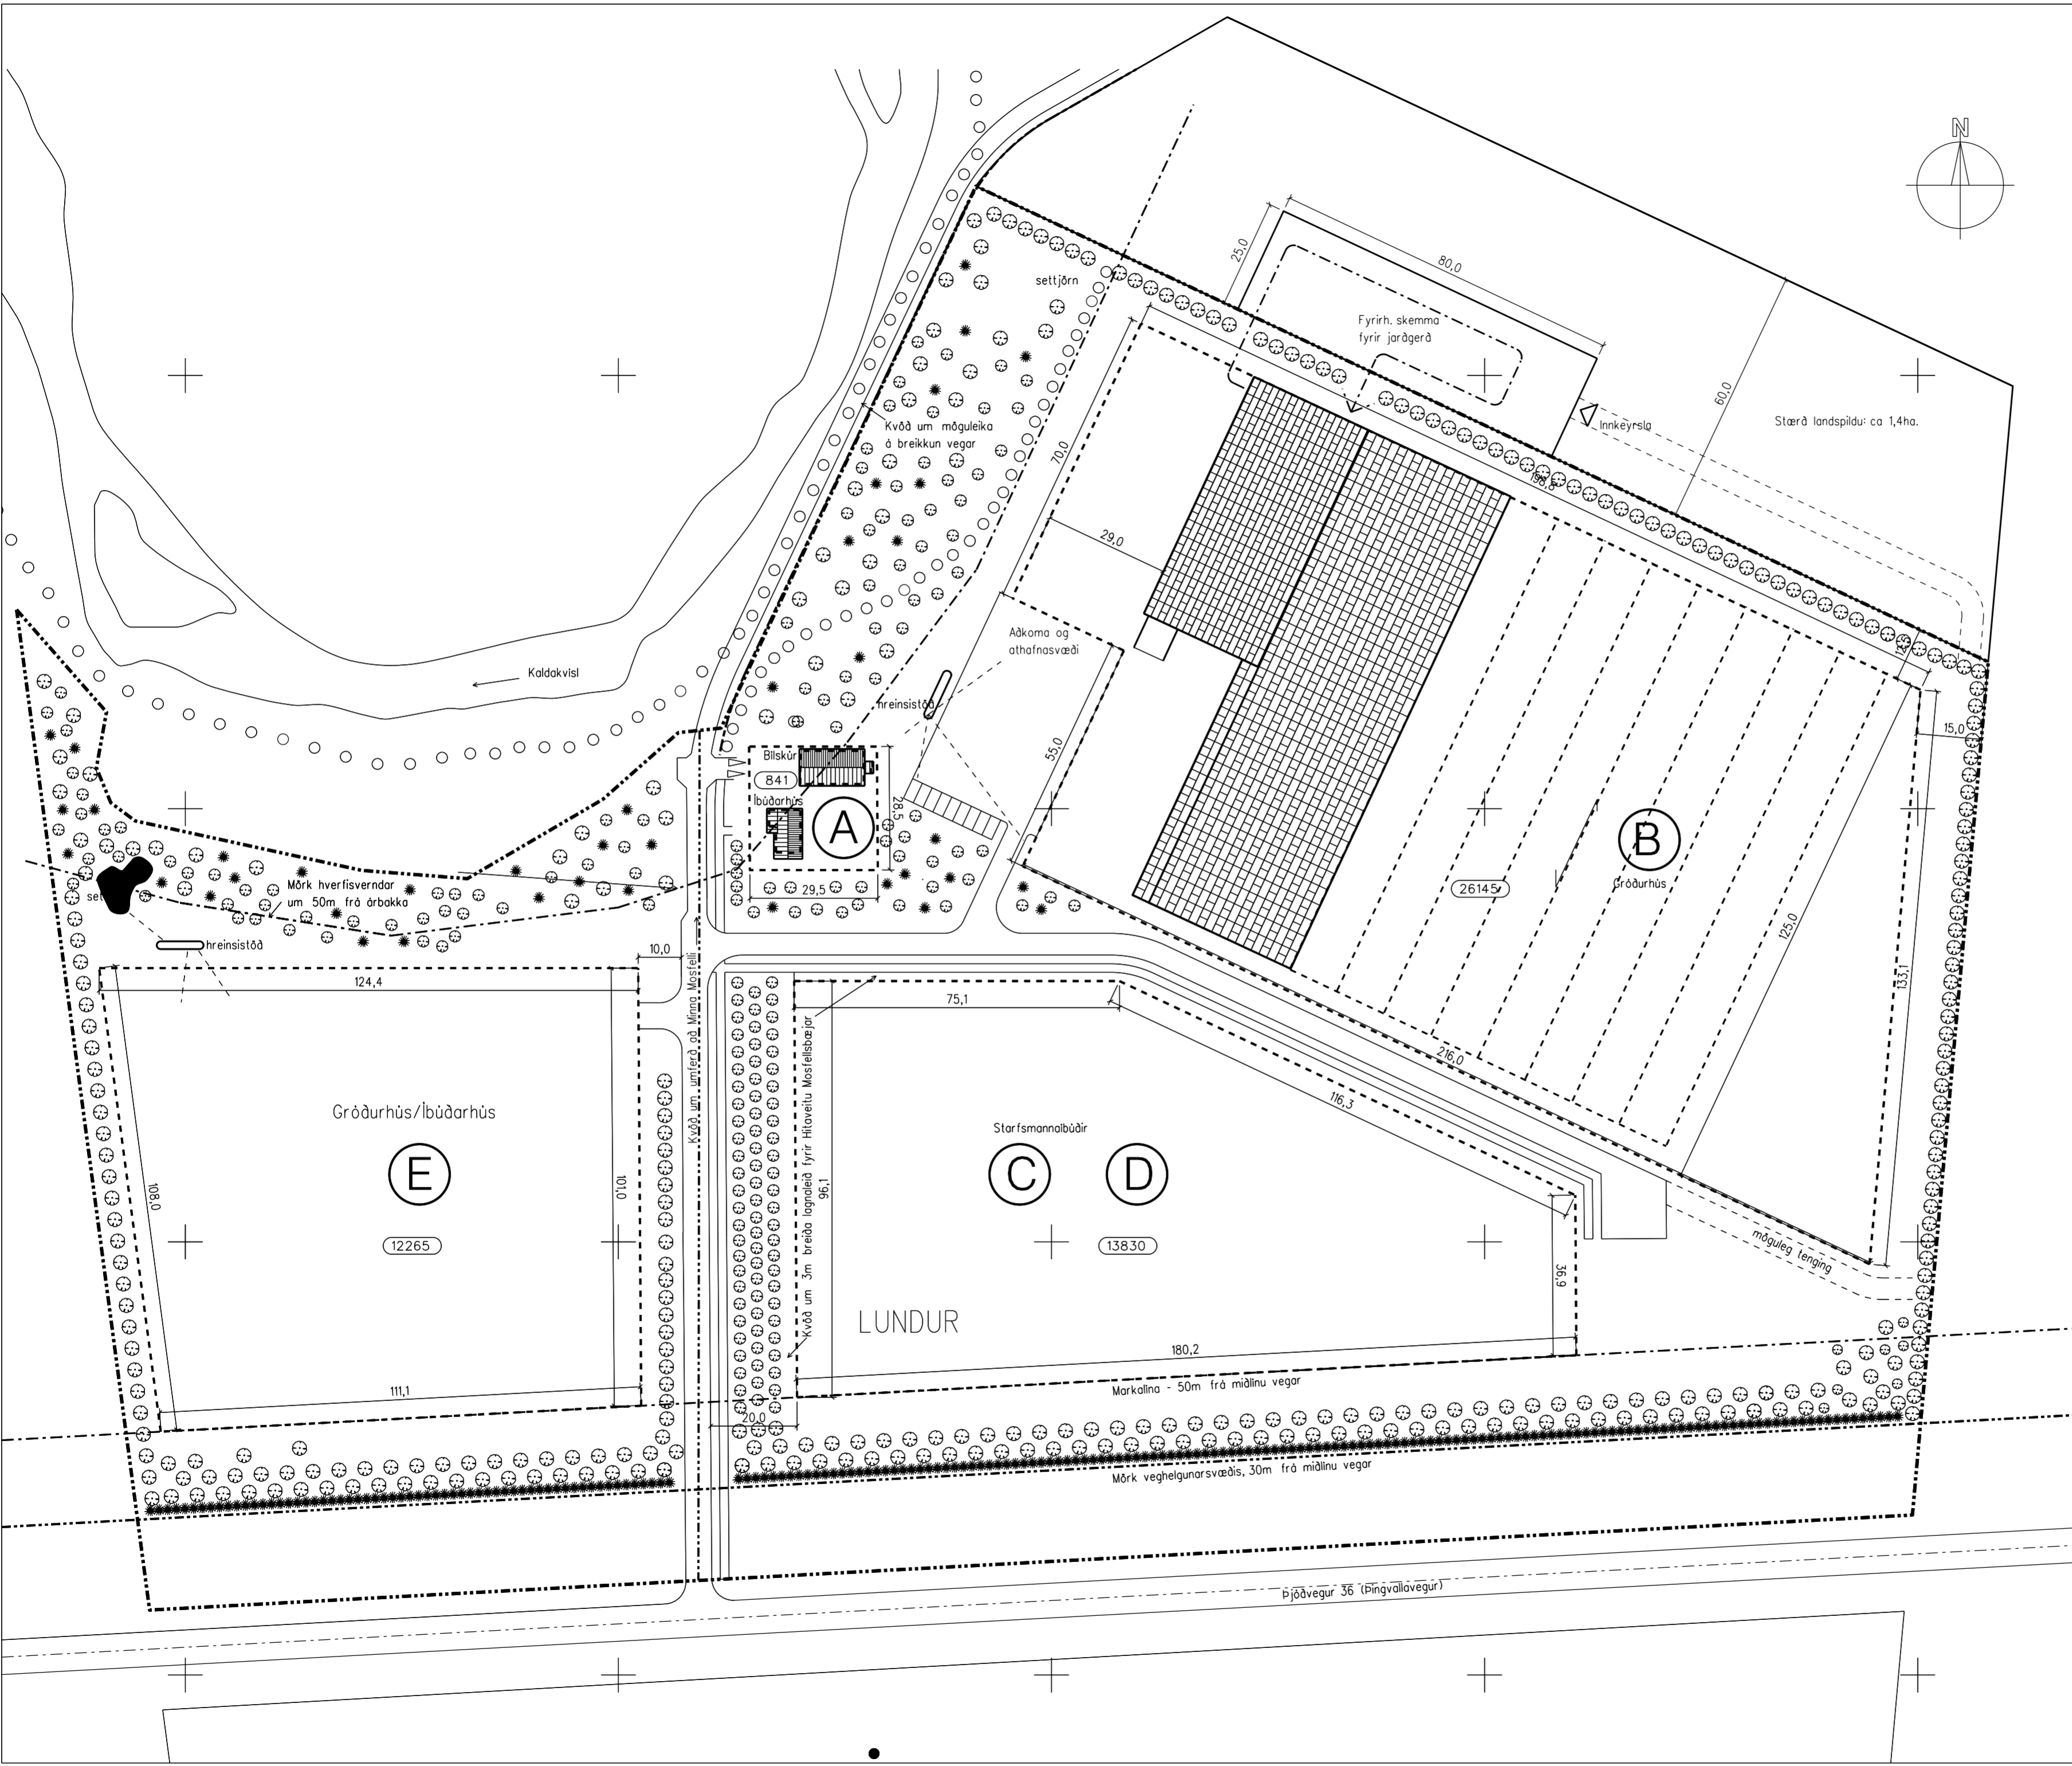 N
25,0
80,0
settjörn
Fyrirh. skemma
fyrir jarðgerð
60,0
Innkeyrsla
Stærð landspildu: ca 1,4ha.
Kvöð um möguleika
á breikkun vegar
70,0
198,8
29,0
Aðkoma og
athafnasvæði
12,5
Kaldakvísl
hreinsistöð
15,0
55,0
Bílskúr
841
Íbúðarhús
A
28,5
29,5
B
26145
Gróðurhús
Mörk hverfisverndar
um 50m frá árbakka
set
hreinsistöð
125,0
133,1
10,0
124,4
75,1
216,0
116,3
Kvöð um umferð að Minna Mosfelli
Kvöð um 3m breiða lagnaleið fyrir Hitaveitu Mosfellsbæjar
Gróðurhús/Íbúðarhús
E
12265
108,0
101,0
96,1
Starfsmannaíbúðir
C
D
13830
36,9
möguleg tenging
LUNDUR
180,2
111,1
20,0
Markalína - 50m frá miðlínu vegar
Mörk veghelgunarsvæðis, 30m frá miðlínu vegar
Þjóðvegur 36 (Þingvallavegur)